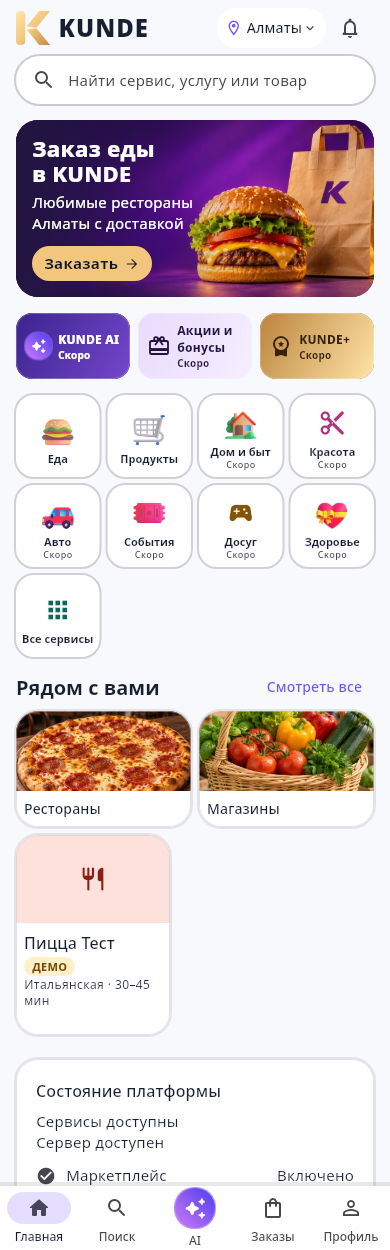 KUNDE
Алматы
Найти сервис, услугу или товар
Заказ еды
в KUNDE
Любимые рестораны
Алматы с доставкой
Заказать →
K
KUNDE AI
Скоро
Акции и
бонусы
Скоро
KUNDE+
Скоро
Еда
Продукты
Дом и быт
Скоро
Красота
Скоро
Авто
Скоро
События
Скоро
Досуг
Скоро
Здоровье
Скоро
Все сервисы
Рядом с вами
Смотреть все
Рестораны
Магазины
Пицца Тест
ДЕМО
Итальянская · 30–45
мин
Состояние платформы
Сервисы доступны
Сервер доступен
Маркетплейс
Включено
Главная
Поиск
AI
Заказы
Профиль